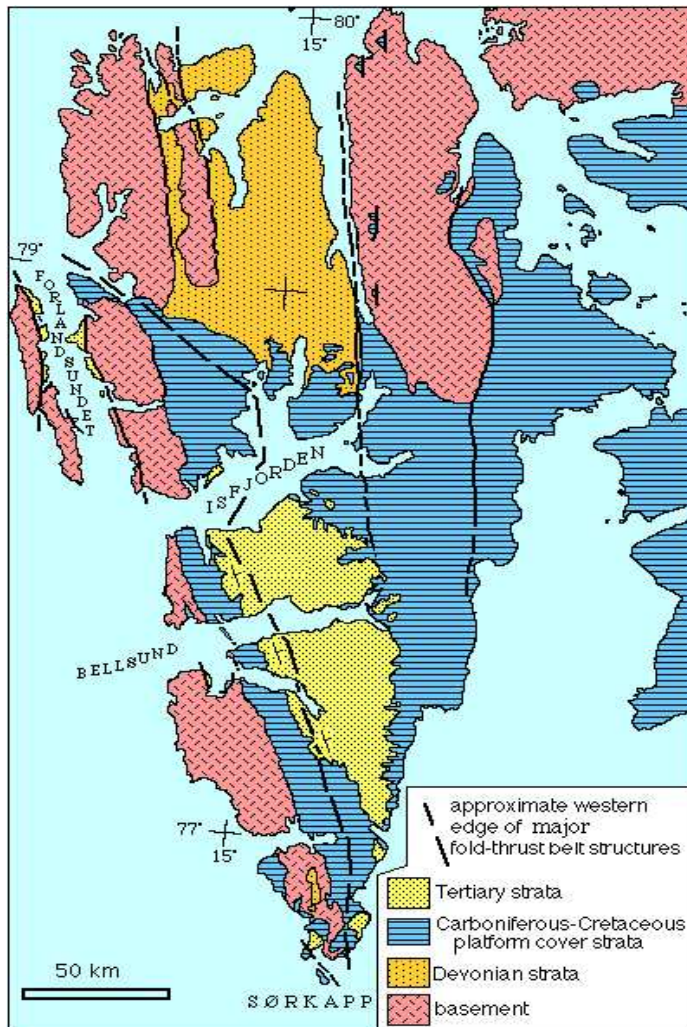 80°
15°
79°
FORLANDSUNDET
ISFJORDEN
BELLSUND
77°
15°
SØRKAPP
50 km
approximate western
edge of major
fold-thrust belt structures
Tertiary strata
Carboniferous-Cretaceous
platform cover strata
Devonian strata
basement